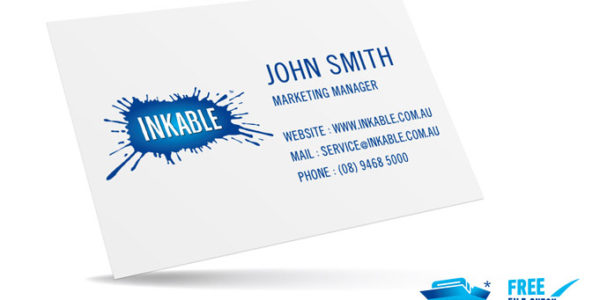 INKABLE
JOHN SMITH
MARKETING MANAGER
WEBSITE : WWW.INKABLE.COM.AU
MAIL : SERVICE@INKABLE.COM.AU
PHONE : (08) 9468 5000
*
FREE